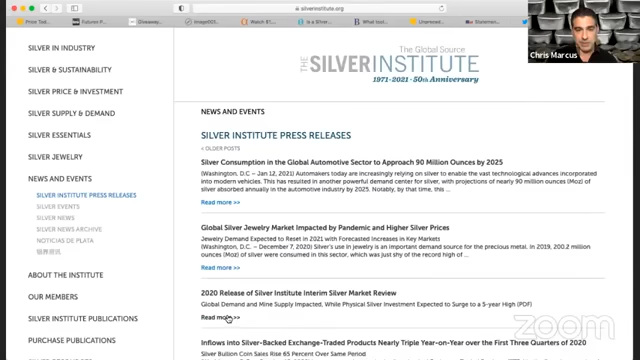 silverinstitute.org
Price Tab
Futures P
Giveaway
What tool
Chris Marcus
SILVER IN INDUSTRY
SILVER & SUSTAINABILITY
SILVER PRICE & INVESTMENT
SILVER SUPPLY & DEMAND
SILVER ESSENTIALS
SILVER JEWELRY
NEWS AND EVENTS
SILVER INSTITUTE PRESS RELEASES
SILVER EVENTS
SILVER NEWS
SILVER NEWS ARCHIVE
NOTICIAS DE PLATA
ABOUT THE INSTITUTE
OUR MEMBERS
SILVER INSTITUTE PUBLICATIONS
PURCHASE PUBLICATIONS
The Global Source
THE SILVERINSTITUTE
1971-2021 • 50th Anniversary
NEWS AND EVENTS
SILVER INSTITUTE PRESS RELEASES
< OLDER POSTS
Silver Consumption in the Global Automotive Sector to Approach 90 Million Ounces by 2025
(Washington, D.C – Jan 12, 2021) Automakers today are increasingly relying on silver to enable the vast technological advances incorporated
into modern vehicles. This has resulted in another powerful demand center for silver, with projections of nearly 90 million ounces (Moz) of
silver absorbed annually in the automotive industry by 2025. Notably, by that time, this ...
Read more >>
Global Silver Jewelry Market Impacted by Pandemic and Higher Silver Prices
Jewelry Demand Expected to Reset in 2021 with Forecasted Increases in Key Markets
(Washington, D.C – December 7, 2020) Silver's use in jewelry is an important demand source for the precious metal. In 2019, 200.2 million
ounces (Moz) of silver were consumed in this sector, which was just shy of the record high of ...
Read more >>
2020 Release of Silver Institute Interim Silver Market Review
Global Demand and Mine Supply Impacted, While Physical Silver Investment Expected to Surge to a 5-year High (PDF)
Read more >>
Inflows into Silver-Backed Exchange-Traded Products Nearly Triple Year-on-Year over the First Three Quarters of 2020
Silver Bullion Coin Sales Rise 65 Percent Over Same Period
zoom